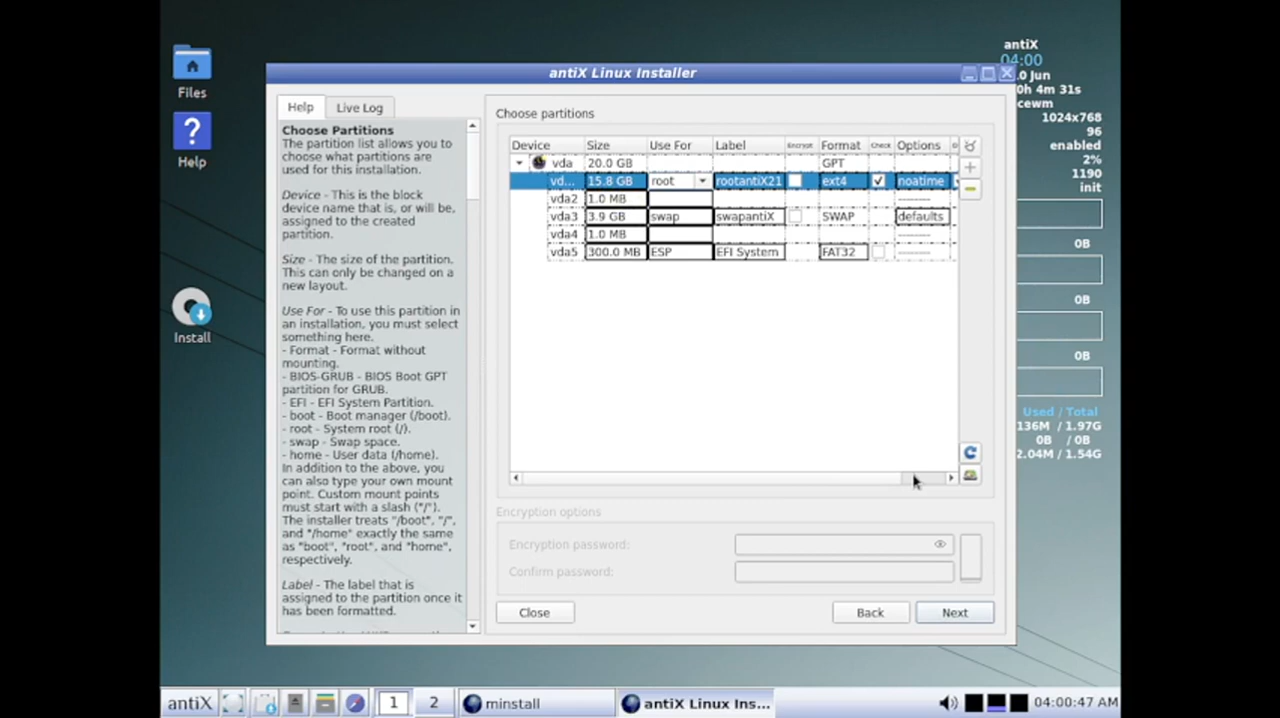 antiX Linux Installer
Files
Help
Install
Help
Live Log
Choose Partitions
The partition list allows you to
choose what partitions are
used for this installation.
Device - This is the block
device name that is, or will be,
assigned to the created
partition.
Size - The size of the partition.
This can only be changed on a
new layout.
Use For - To use this partition in
an installation, you must select
something here.
- Format - Format without
mounting.
- BIOS-GRUB - BIOS Boot GPT
partition for GRUB.
- EFI - EFI System Partition.
- boot - Boot manager (/boot).
- root - System root (/).
- swap - Swap space.
- home - User data (/home).
In addition to the above, you
can also type your own mount
point. Custom mount points
must start with a slash ("/").
The installer treats "/boot", "/",
and "/home" exactly the same
as "boot", "root", and "home",
respectively.
Label - The label that is
assigned to the partition once it
has been formatted.
Choose partitions
Device Size Use For Label Encrypt Format Check Options
vda 20.0 GB GPT
vd... 15.8 GB root rootantiX21 ext4 noatime
vda2 1.0 MB --------
vda3 3.9 GB swap swapantiX SWAP defaults
vda4 1.0 MB --------
vda5 300.0 MB ESP EFI System FAT32 --------
Encryption options
Encryption password:
Confirm password:
Close
Back
Next
antiX
04:00
.0 Jun
0h 4m 31s
cewm
1024x768
96
enabled
2%
1190
init
0B
0B
0B
Used / Total
136M / 1.97G
0B / 0B
2.04M / 1.54G
antiX
1
2
minstall
antiX Linux Ins...
04:00:47 AM